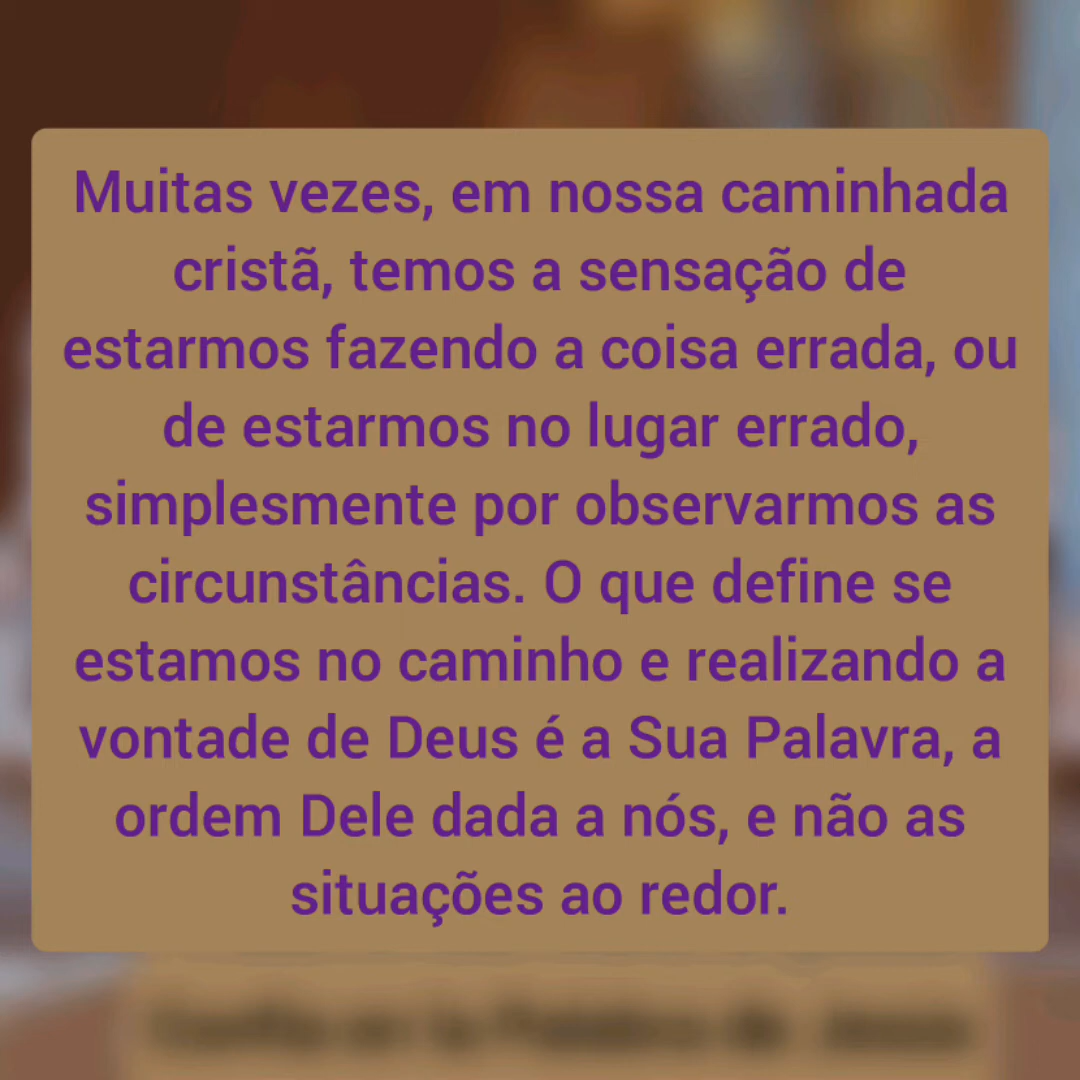 Muitas vezes, em nossa caminhada
cristã, temos a sensação de
estarmos fazendo a coisa errada, ou
de estarmos no lugar errado,
simplesmente por observarmos as
circunstâncias. O que define se
estamos no caminho e realizando a
vontade de Deus é a Sua Palavra, a
ordem Dele dada a nós, e não as
situações ao redor.